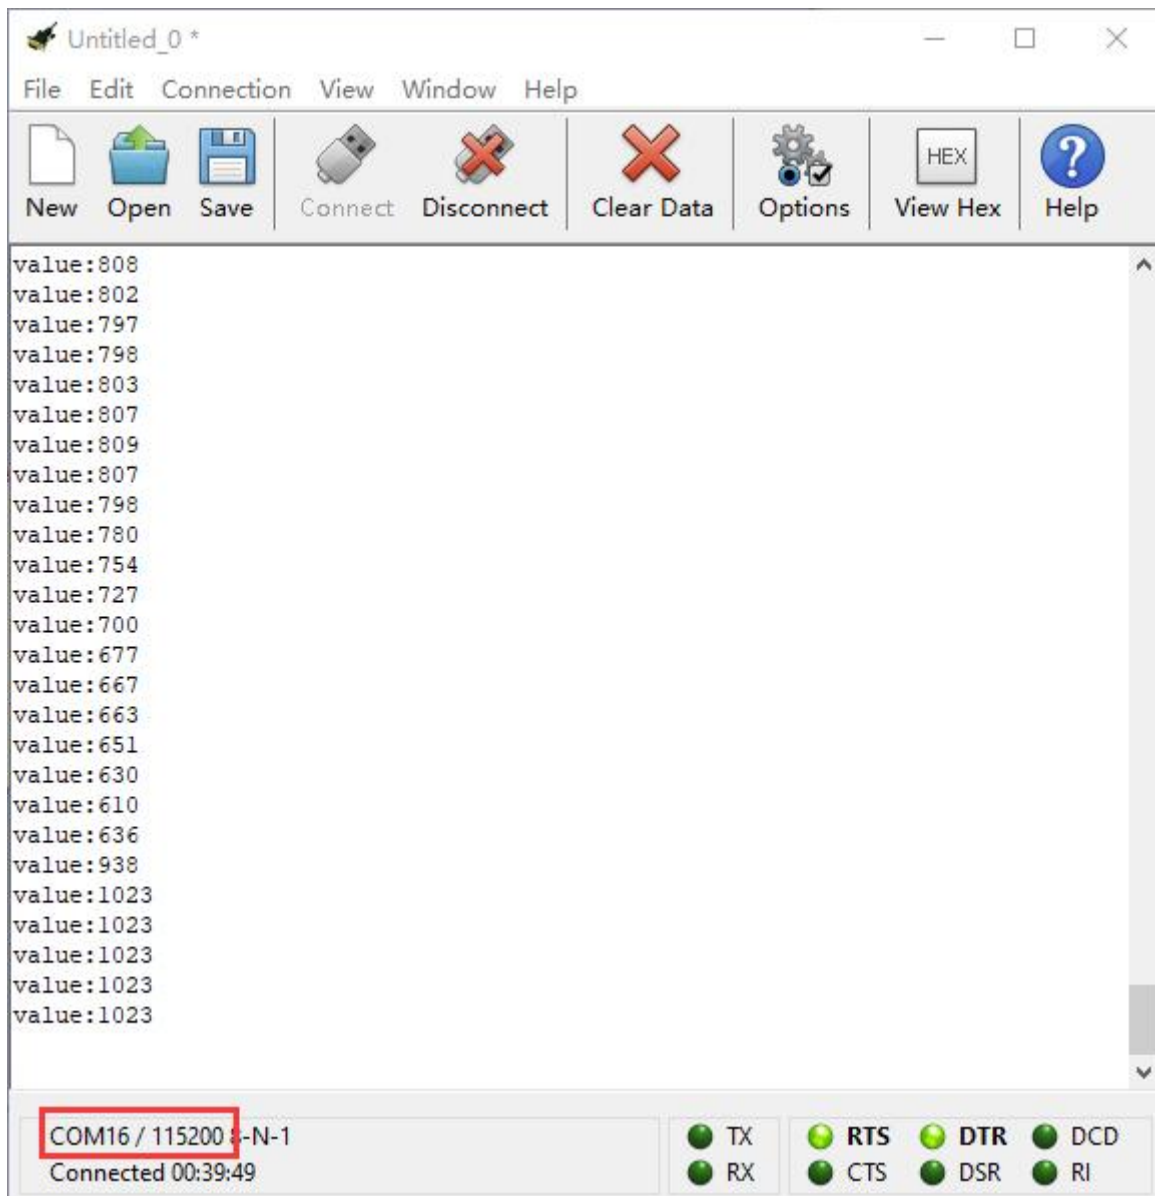 Untitled_0 *
File Edit Connection View Window Help
New Open Save Connect Disconnect Clear Data Options HEX View Hex Help
value:808
value:802
value:797
value:798
value:803
value:807
value:809
value:807
value:798
value:780
value:754
value:727
value:700
value:677
value:667
value:663
value:651
value:630
value:610
value:636
value:938
value:1023
value:1023
value:1023
value:1023
value:1023
COM16 / 115200 8-N-1
Connected 00:39:49
TX RTS DTR DCD
RX CTS DSR RI